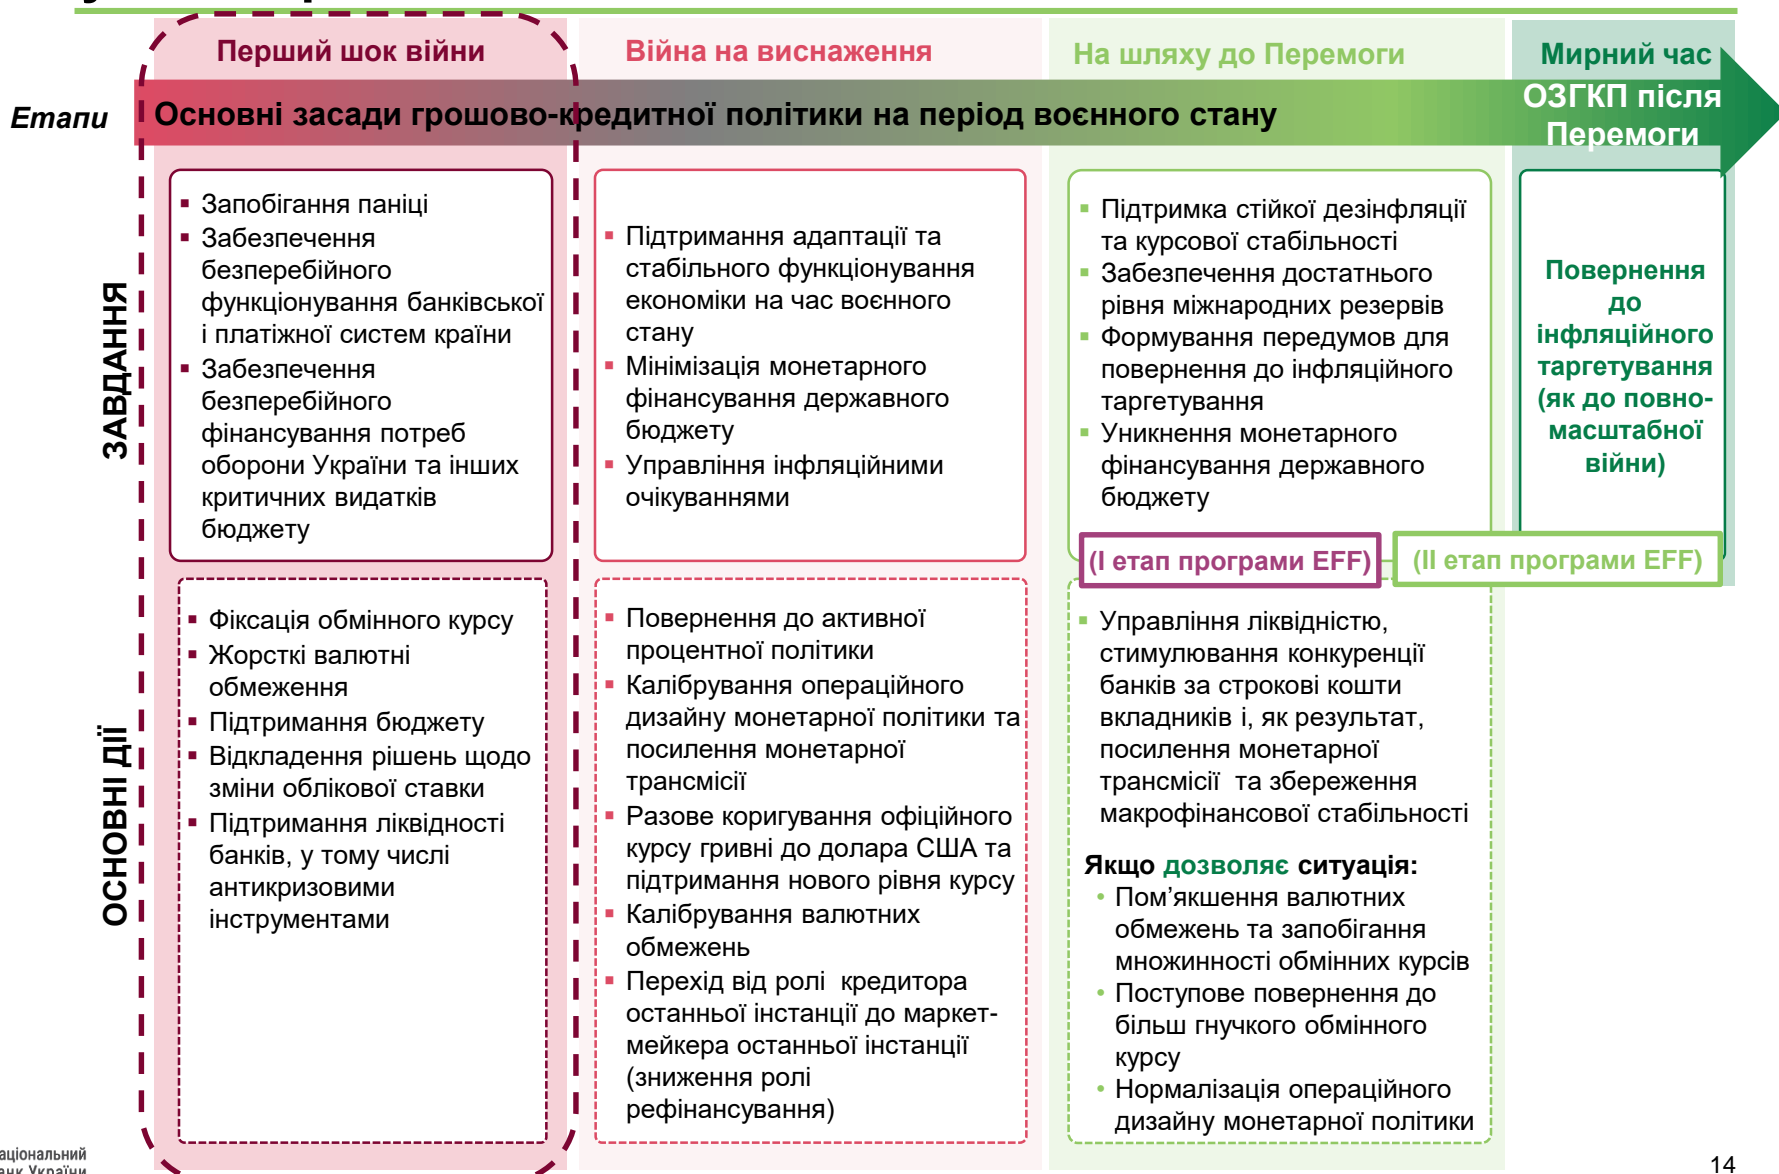 Перший шок війни
Війна на виснаження
На шляху до Перемоги
Мирний час
Етапи
Основні засади грошово-кредитної політики на період воєнного стану
ОЗГКП після
Перемоги
ЗАВДАННЯ
▪ Запобігання паніці
▪ Забезпечення
безперебійного
функціонування банківської
і платіжної систем країни
▪ Забезпечення
безперебійного
фінансування потреб
оборони України та інших
критичних видатків
бюджету
▪ Підтримання адаптації та
стабільного функціонування
економіки на час воєнного
стану
▪ Мінімізація монетарного
фінансування державного
бюджету
▪ Управління інфляційними
очікуваннями
▪ Підтримка стійкої дезінфляції
та курсової стабільності
▪ Забезпечення достатнього
рівня міжнародних резервів
▪ Формування передумов для
повернення до інфляційного
таргетування
▪ Уникнення монетарного
фінансування державного
бюджету
Повернення
до
інфляційного
таргетування
(як до повно-
масштабної
війни)
(І етап програми EFF)
(ІІ етап програми EFF)
ОСНОВНІ ДІЇ
▪ Фіксація обмінного курсу
▪ Жорсткі валютні
обмеження
▪ Підтримання бюджету
▪ Відкладення рішень щодо
зміни облікової ставки
▪ Підтримання ліквідності
банків, у тому числі
антикризовими
інструментами
▪ Повернення до активної
процентної політики
▪ Калібрування операційного
дизайну монетарної політики та
посилення монетарної
трансмісії
▪ Разове коригування офіційного
курсу гривні до долара США та
підтримання нового рівня курсу
▪ Калібрування валютних
обмежень
▪ Перехід від ролі кредитора
останньої інстанції до маркет-
мейкера останньої інстанції
(зниження ролі
рефінансування)
▪ Управління ліквідністю,
стимулювання конкуренції
банків за строкові кошти
вкладників і, як результат,
посилення монетарної
трансмісії та збереження
макрофінансової стабільності
Якщо дозволяє ситуація:
• Пом’якшення валютних
обмежень та запобігання
множинності обмінних курсів
• Поступове повернення до
більш гнучкого обмінного
курсу
• Нормалізація операційного
дизайну монетарної політики
аціональний
анк України
14